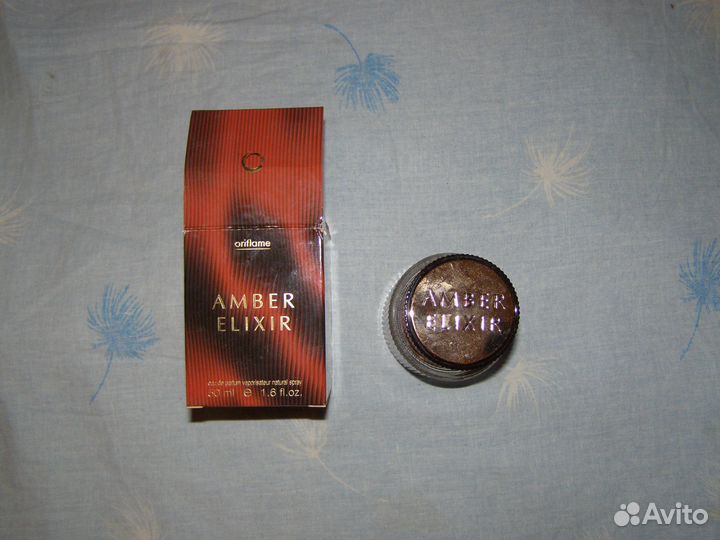 oriflame
AMBER
ELIXIR
eau de parfum vaporisateur natural spray
50 ml e 1.6 fl.oz.
AMBER
ELIXIR
Avito